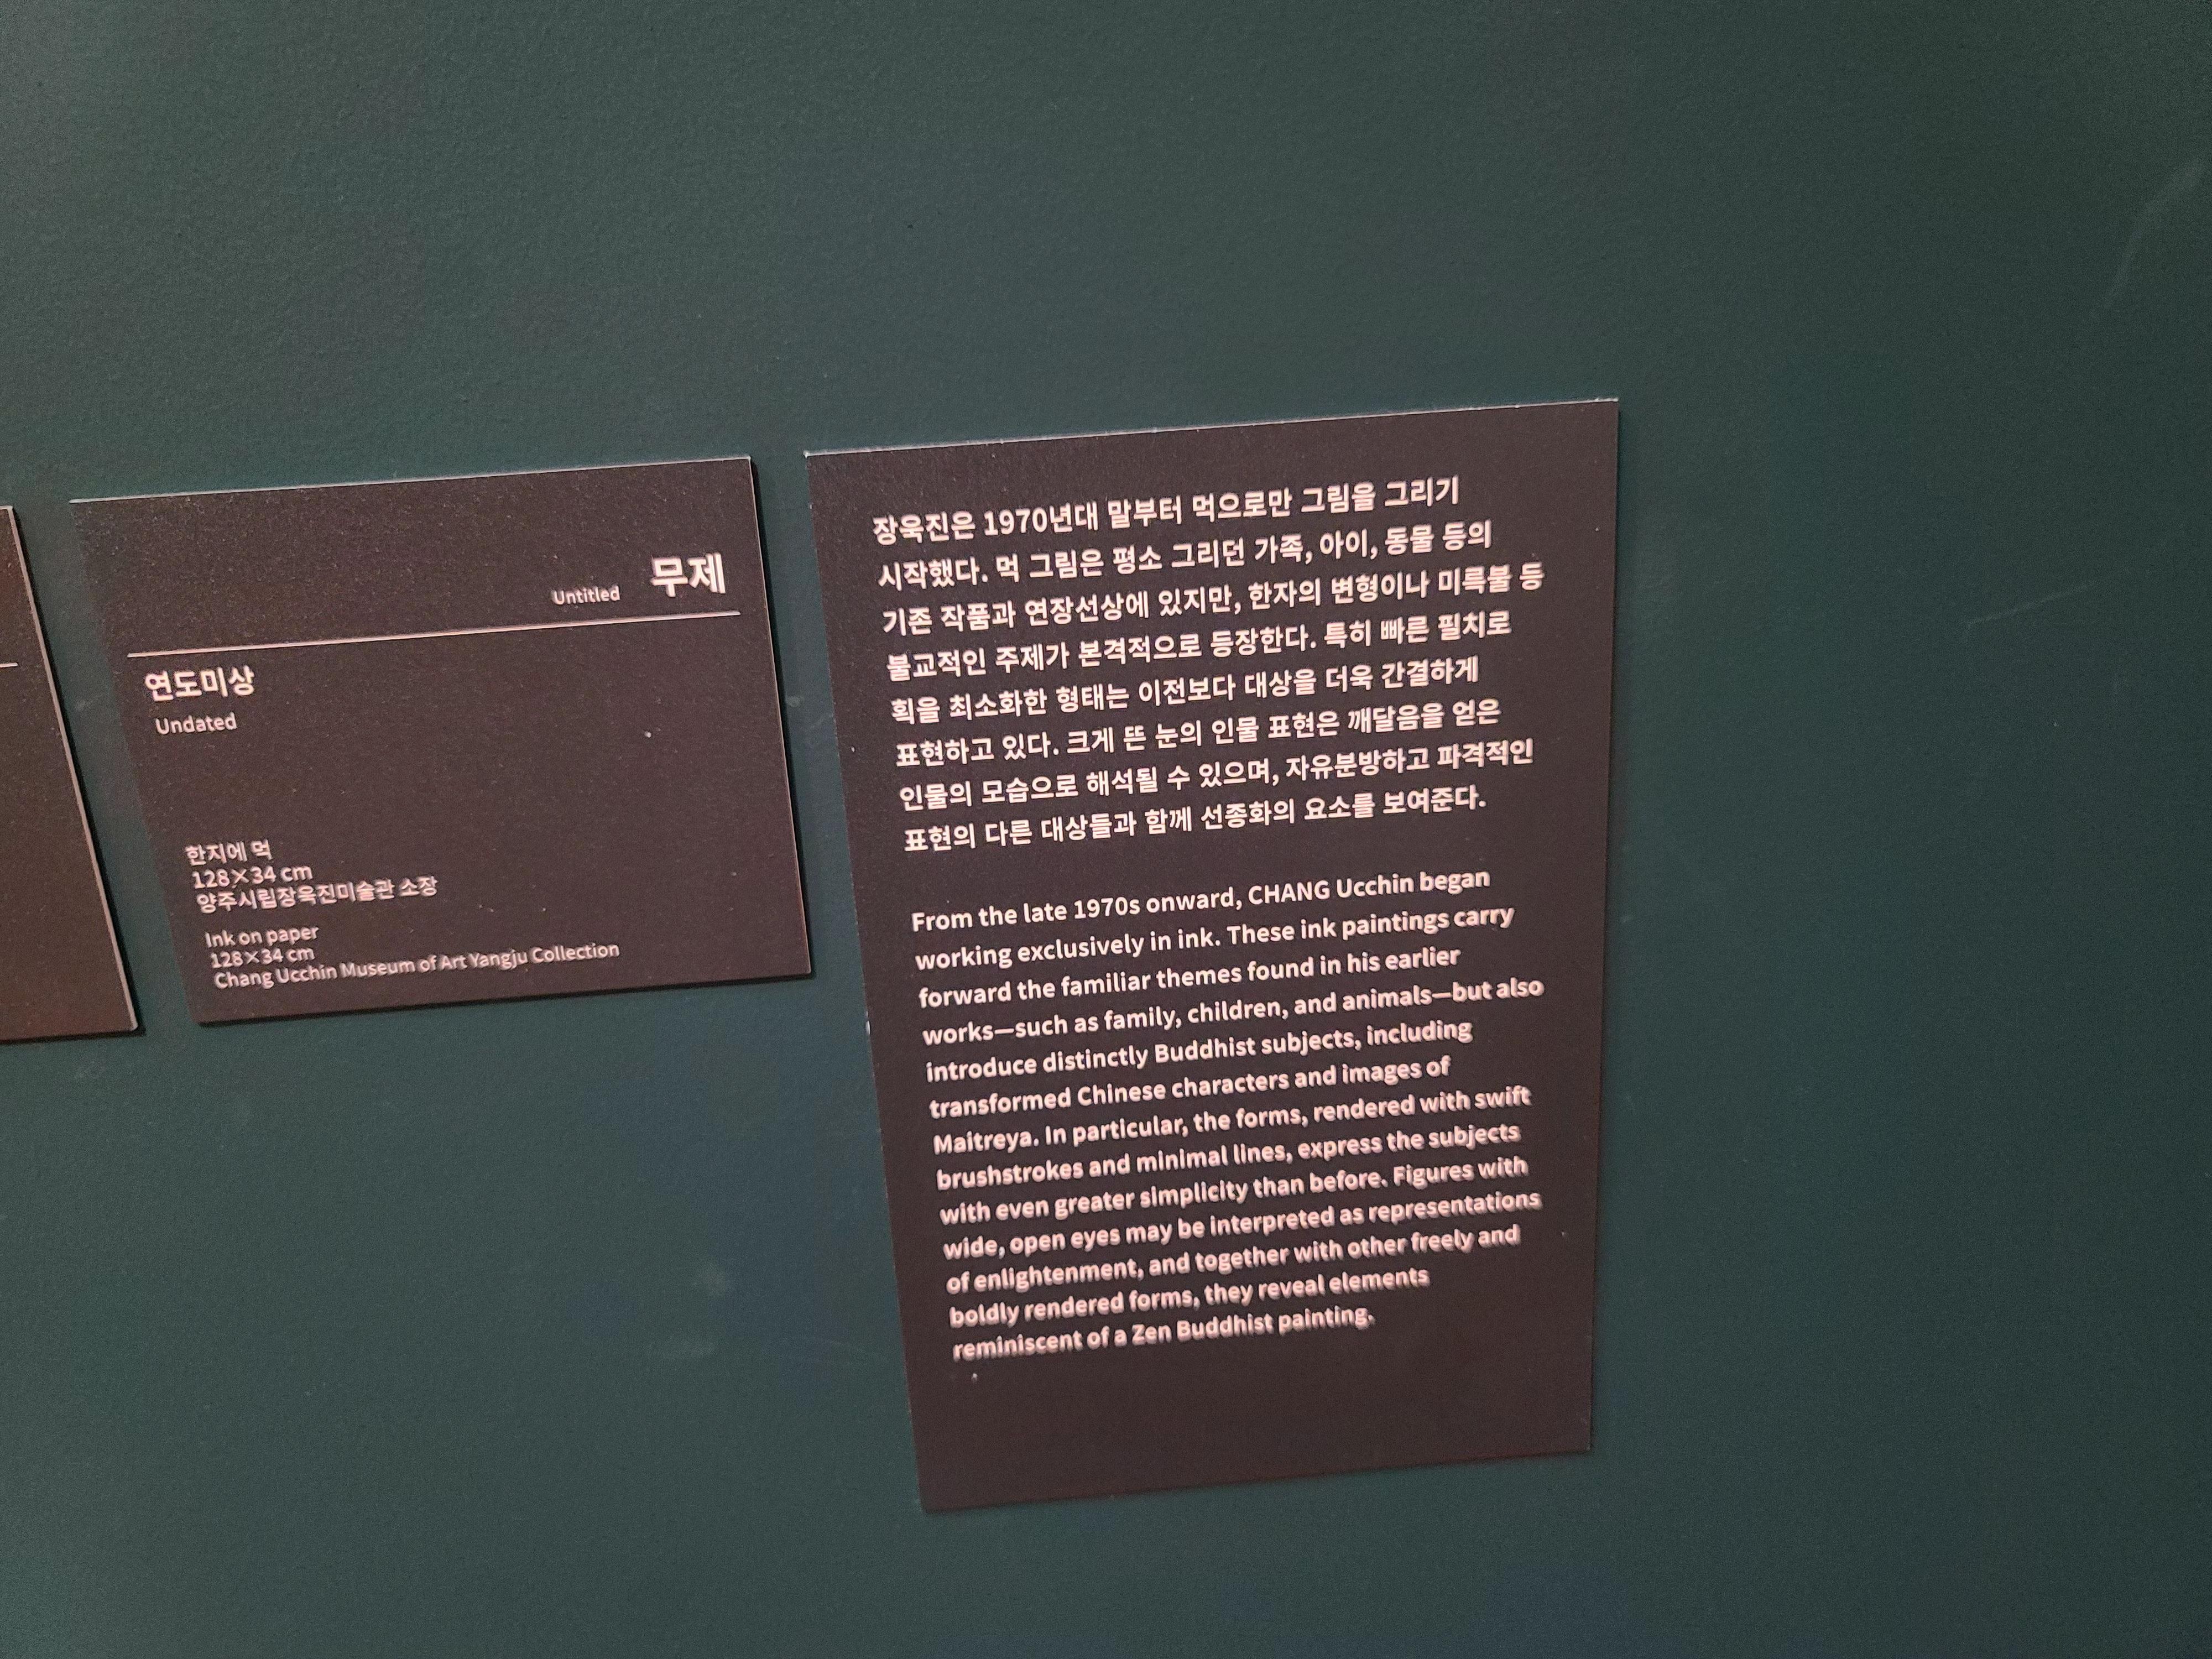 무제
Untitled
연도미상
Undated
한지에 먹
128×34 cm
양주시립장욱진미술관 소장
Ink on paper
128×34 cm
Chang Ucchin Museum of Art Yangju Collection
장욱진은 1970년대 말부터 먹으로만 그림을 그리기
시작했다. 먹 그림은 평소 그리던 가족, 아이, 동물 등의
기존 작품과 연장선상에 있지만, 한자의 변형이나 미륵불 등
불교적인 주제가 본격적으로 등장한다. 특히 빠른 필치로
획을 최소화한 형태는 이전보다 대상을 더욱 간결하게
표현하고 있다. 크게 뜬 눈의 인물 표현은 깨달음을 얻은
인물의 모습으로 해석될 수 있으며, 자유분방하고 파격적인
표현의 다른 대상들과 함께 선종화의 요소를 보여준다.
From the late 1970s onward, CHANG Ucchin began
working exclusively in ink. These ink paintings carry
forward the familiar themes found in his earlier
works—such as family, children, and animals—but also
introduce distinctly Buddhist subjects, including
transformed Chinese characters and images of
Maitreya. In particular, the forms, rendered with swift
brushstrokes and minimal lines, express the subjects
with even greater simplicity than before. Figures with
wide, open eyes may be interpreted as representations
of enlightenment, and together with other freely and
boldly rendered forms, they reveal elements
reminiscent of a Zen Buddhist painting.